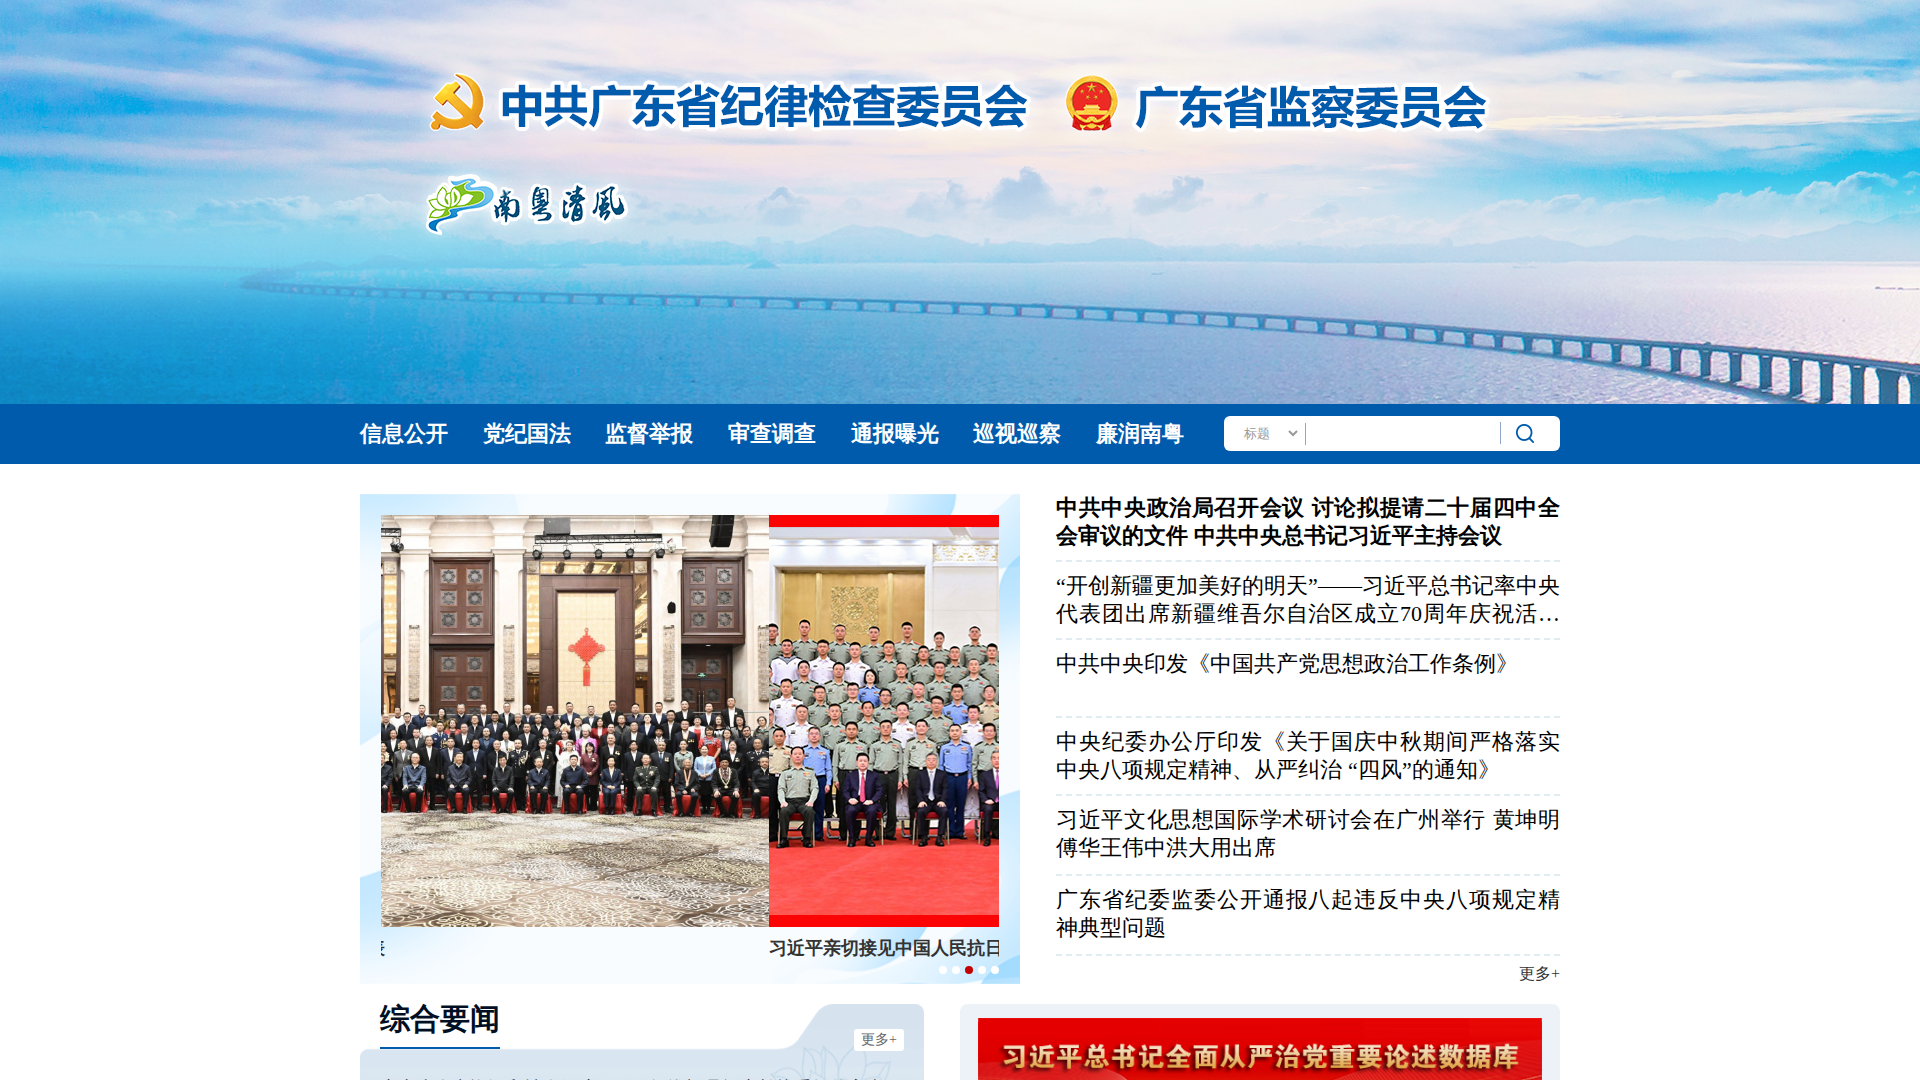 中共广东省纪律检查委员会 广东省监察委员会
南粤清风
信息公开 党纪国法 监督举报 审查调查 通报曝光 巡视巡察 廉润南粤 标题
中共中央政治局召开会议 讨论拟提请二十届四中全
会审议的文件 中共中央总书记习近平主持会议
“开创新疆更加美好的明天”——习近平总书记率中央
代表团出席新疆维吾尔自治区成立70周年庆祝活…
中共中央印发《中国共产党思想政治工作条例》
中央纪委办公厅印发《关于国庆中秋期间严格落实
中央八项规定精神、从严纠治 “四风”的通知》
习近平文化思想国际学术研讨会在广州举行 黄坤明
傅华王伟中洪大用出席
广东省纪委监委公开通报八起违反中央八项规定精
神典型问题
更多+
习近平亲切接见中国人民抗日
综合要闻
更多+
习近平总书记全面从严治党重要论述数据库